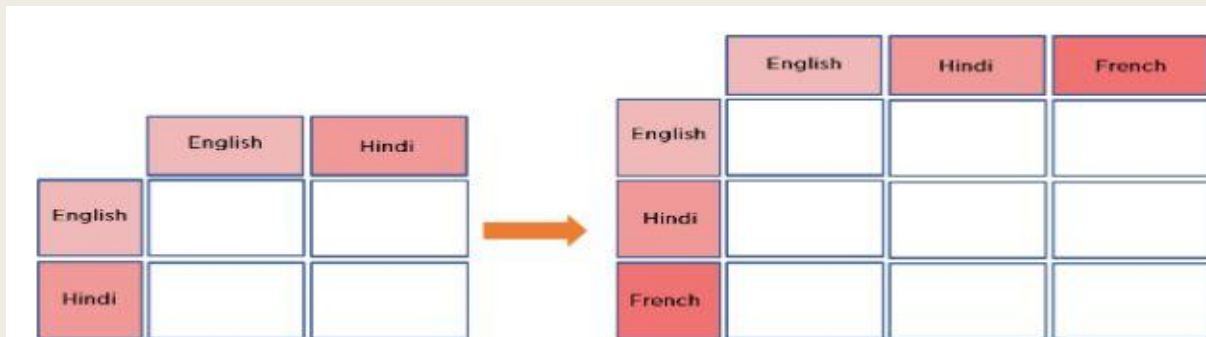 English Hindi French
English
English Hindi
Hindi
English
Hindi
French